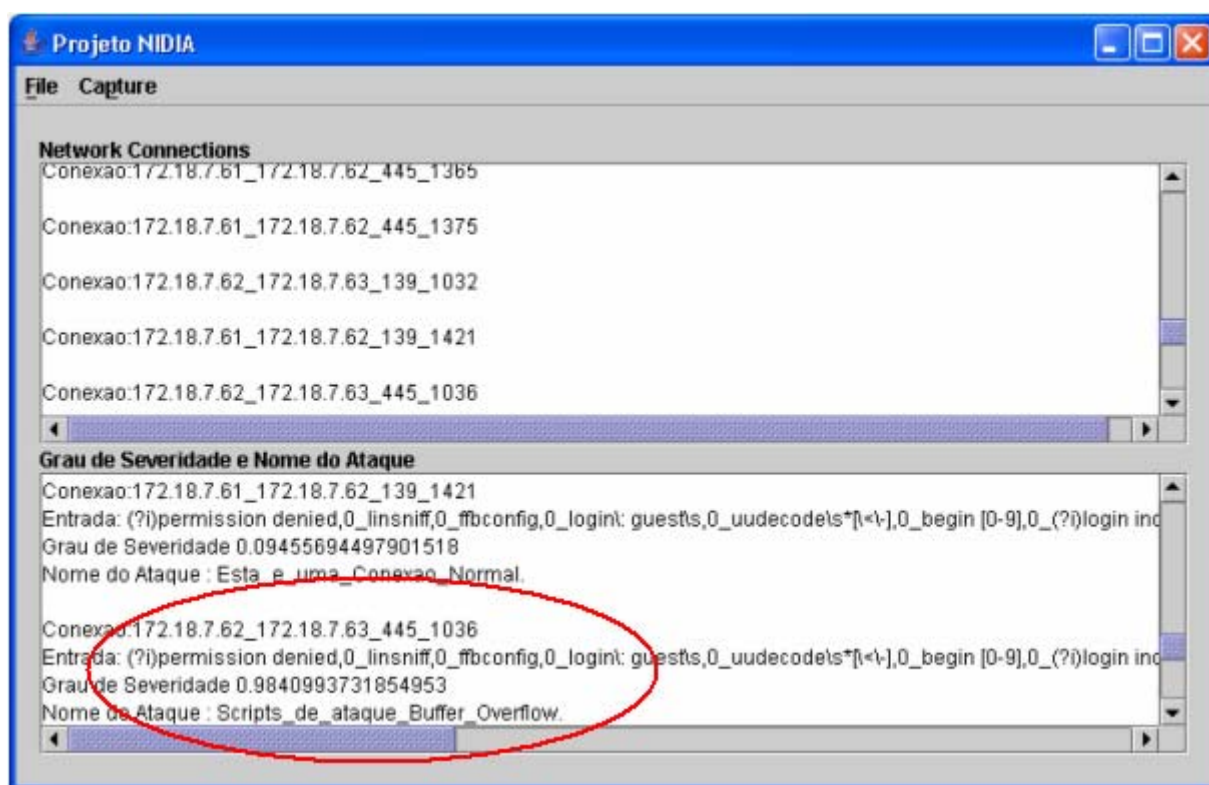 Projeto NIDIA
File Capture
Network Connections
Conexao:172.18.7.61_172.18.7.62_445_1365
Conexao:172.18.7.61_172.18.7.62_445_1375
Conexao:172.18.7.62_172.18.7.63_139_1032
Conexao:172.18.7.61_172.18.7.62_139_1421
Conexao:172.18.7.62_172.18.7.63_445_1036
Grau de Severidade e Nome do Ataque
Conexao:172.18.7.61_172.18.7.62_139_1421
Entrada: (?i)permission denied,0_linsniff,0_ffbconfig,0_login\: guest\s,0_uudecode\s*[\<\-],0_begin [0-9],0_(?i)login inc
Grau de Severidade 0.09455694497901518
Nome do Ataque : Esta_e_uma_Conexao_Normal.
Conexao:172.18.7.62_172.18.7.63_445_1036
Entrada: (?i)permission denied,0_linsniff,0_ffbconfig,0_login\: guest\s,0_uudecode\s*[\<\-],0_begin [0-9],0_(?i)login inc
Grau de Severidade 0.9840993731854953
Nome do Ataque : Scripts_de_ataque_Buffer_Overflow.